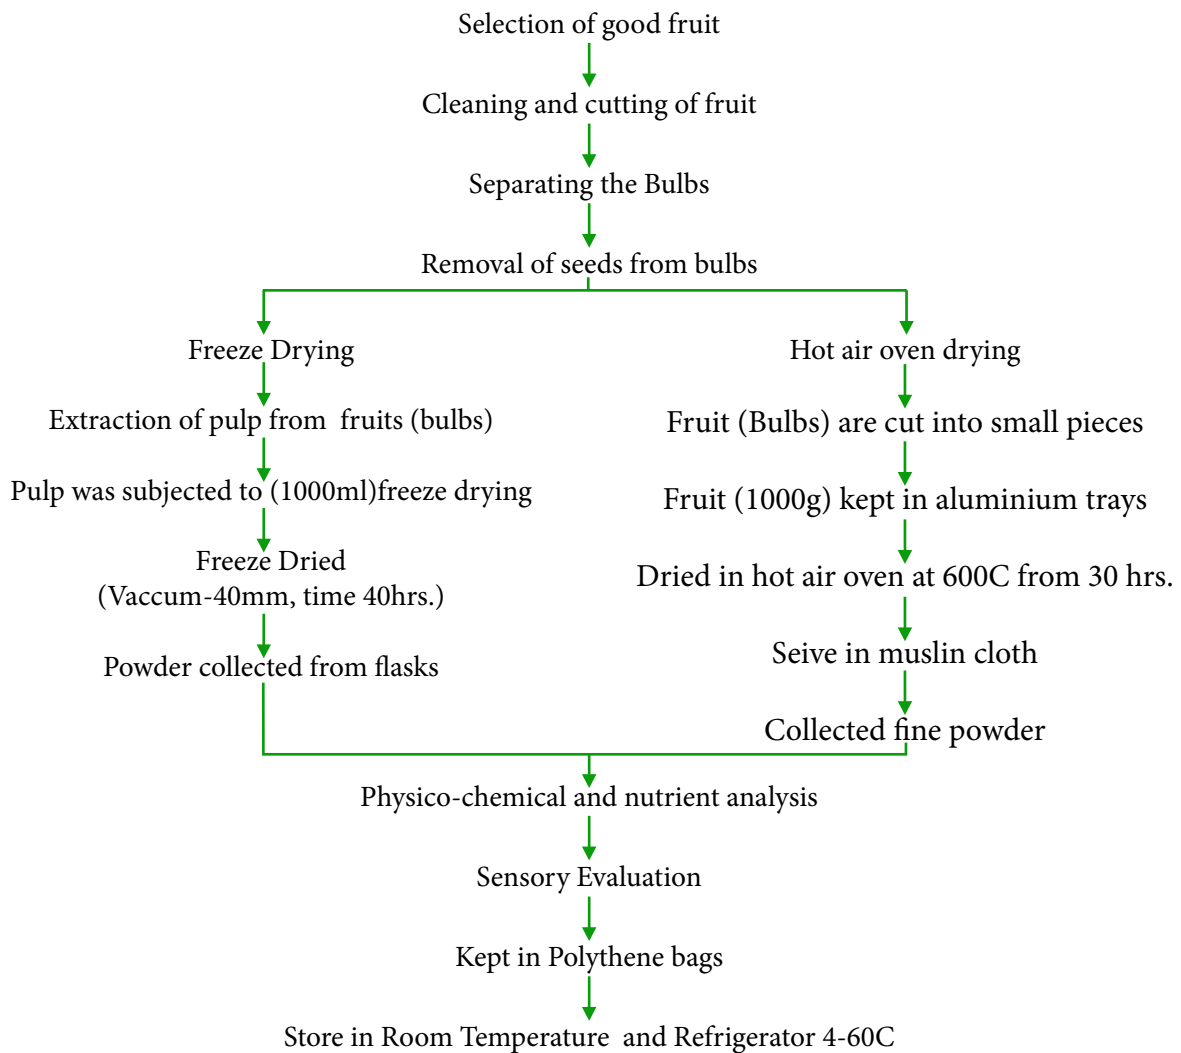 Selection of good fruit
Cleaning and cutting of fruit
Separating the Bulbs
Removal of seeds from bulbs
Freeze Drying
Extraction of pulp from fruits (bulbs)
Pulp was subjected to (1000ml)freeze drying
Freeze Dried
(Vaccum-40mm, time 40hrs.)
Powder collected from flasks
Hot air oven drying
Fruit (Bulbs) are cut into small pieces
Fruit (1000g) kept in aluminium trays
Dried in hot air oven at 600C from 30 hrs.
Seive in muslin cloth
Collected fine powder
Physico-chemical and nutrient analysis
Sensory Evaluation
Kept in Polythene bags
Store in Room Temperature and Refrigerator 4-60C